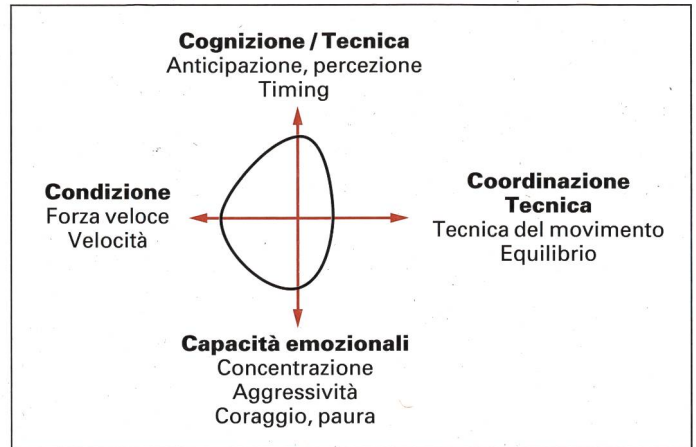 Cognizione / Tecnica
Anticipazione, percezione
Timing
Condizione
Forza veloce
Velocità
Coordinazione
Tecnica
Tecnica del movimento
Equilibrio
Capacità emozionali
Concentrazione
Aggressività
Coraggio, paura